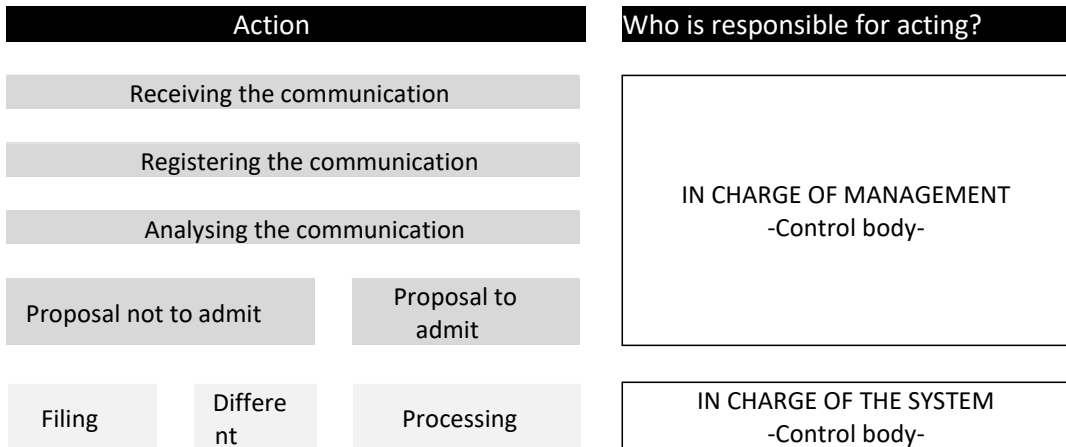 Action
Who is responsible for acting?
Receiving the communication
Registering the communication
Analysing the communication
Proposal not to admit
Proposal to
admit
IN CHARGE OF MANAGEMENT
-Control body-
Filing
Differe
nt
Processing
IN CHARGE OF THE SYSTEM
-Control body-